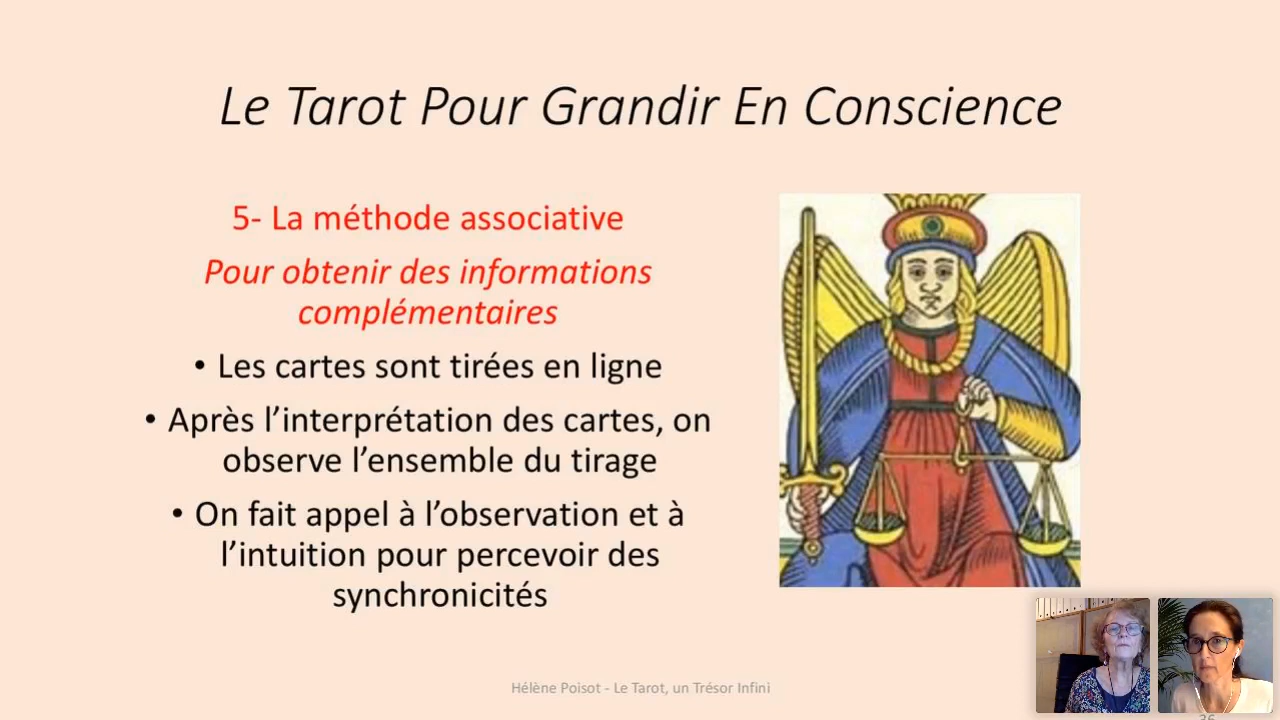 Le Tarot Pour Grandir En Conscience
5- La méthode associative
Pour obtenir des informations
complémentaires
• Les cartes sont tirées en ligne
• Après l’interprétation des cartes, on
observe l’ensemble du tirage
• On fait appel à l’observation et à
l’intuition pour percevoir des
synchronicités
Hélène Poisot - Le Tarot, un Trésor Infini